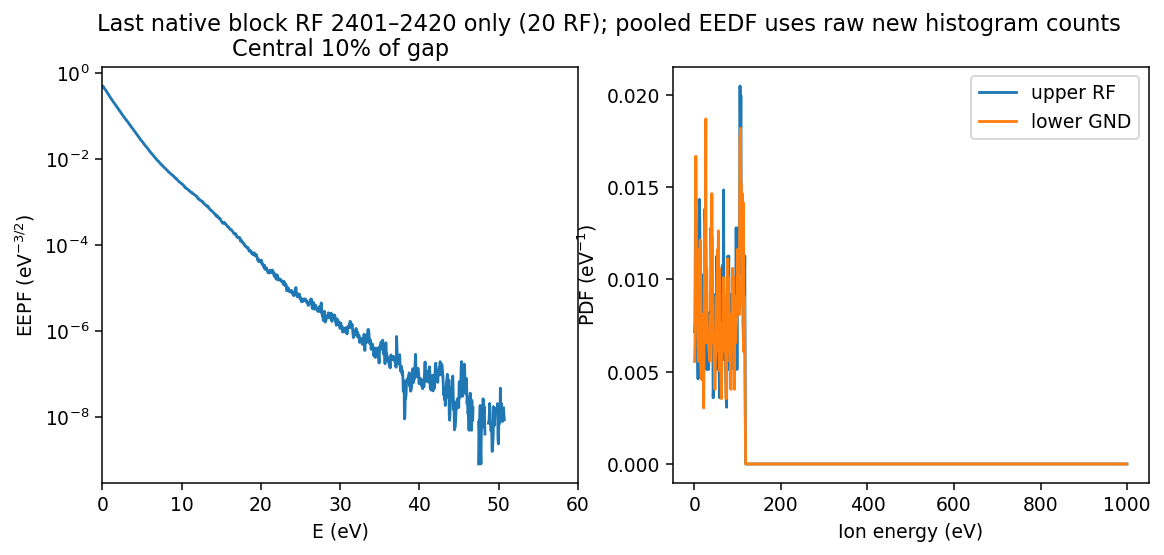 Last native block RF 2401–2420 only (20 RF); pooled EEDF uses raw new histogram counts
Central 10% of gap
10⁰
10⁻²
10⁻⁴
10⁻⁶
10⁻⁸
EEPF (eV⁻³/²)
0 10 20 30 40 50 60
E (eV)
upper RF
lower GND
0.020
0.015
0.010
0.005
0.000
PDF (eV⁻¹)
0 200 400 600 800 1000
Ion energy (eV)